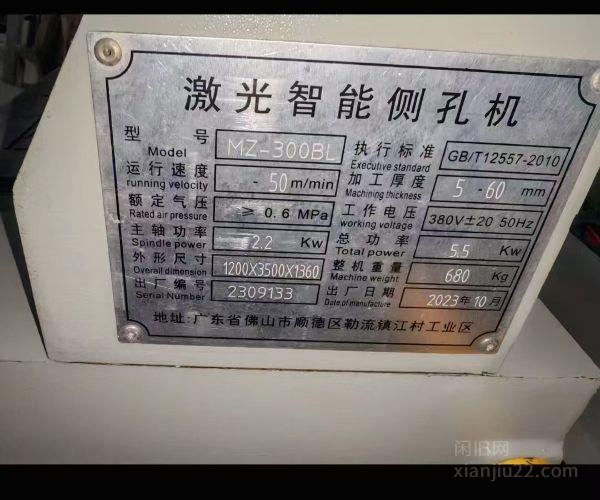 激光智能侧孔机
型号 MZ-300BL 执行标准 GB/T12557-2010
Model Executive standard
运行速度 - 50 m/min 加工厚度 5 - 60 mm
running velocity Machining thickness
额定气压 ≥ 0.6 MPa 工作电压 380V±20 50Hz
Rated air pressure working voltage
主轴功率 2.2 Kw 总功率 5.5 Kw
Spindle power Total power
外形尺寸 1200X3500X1360 整机重量 680 Kg
Overall dimension Machine weight
出厂编号 2309133 出厂日期 2023年10月
Serial Number Date of manufacture
地址:广东省佛山市顺德区勒流镇江村工业区
闲旧网
xianjiu22.com